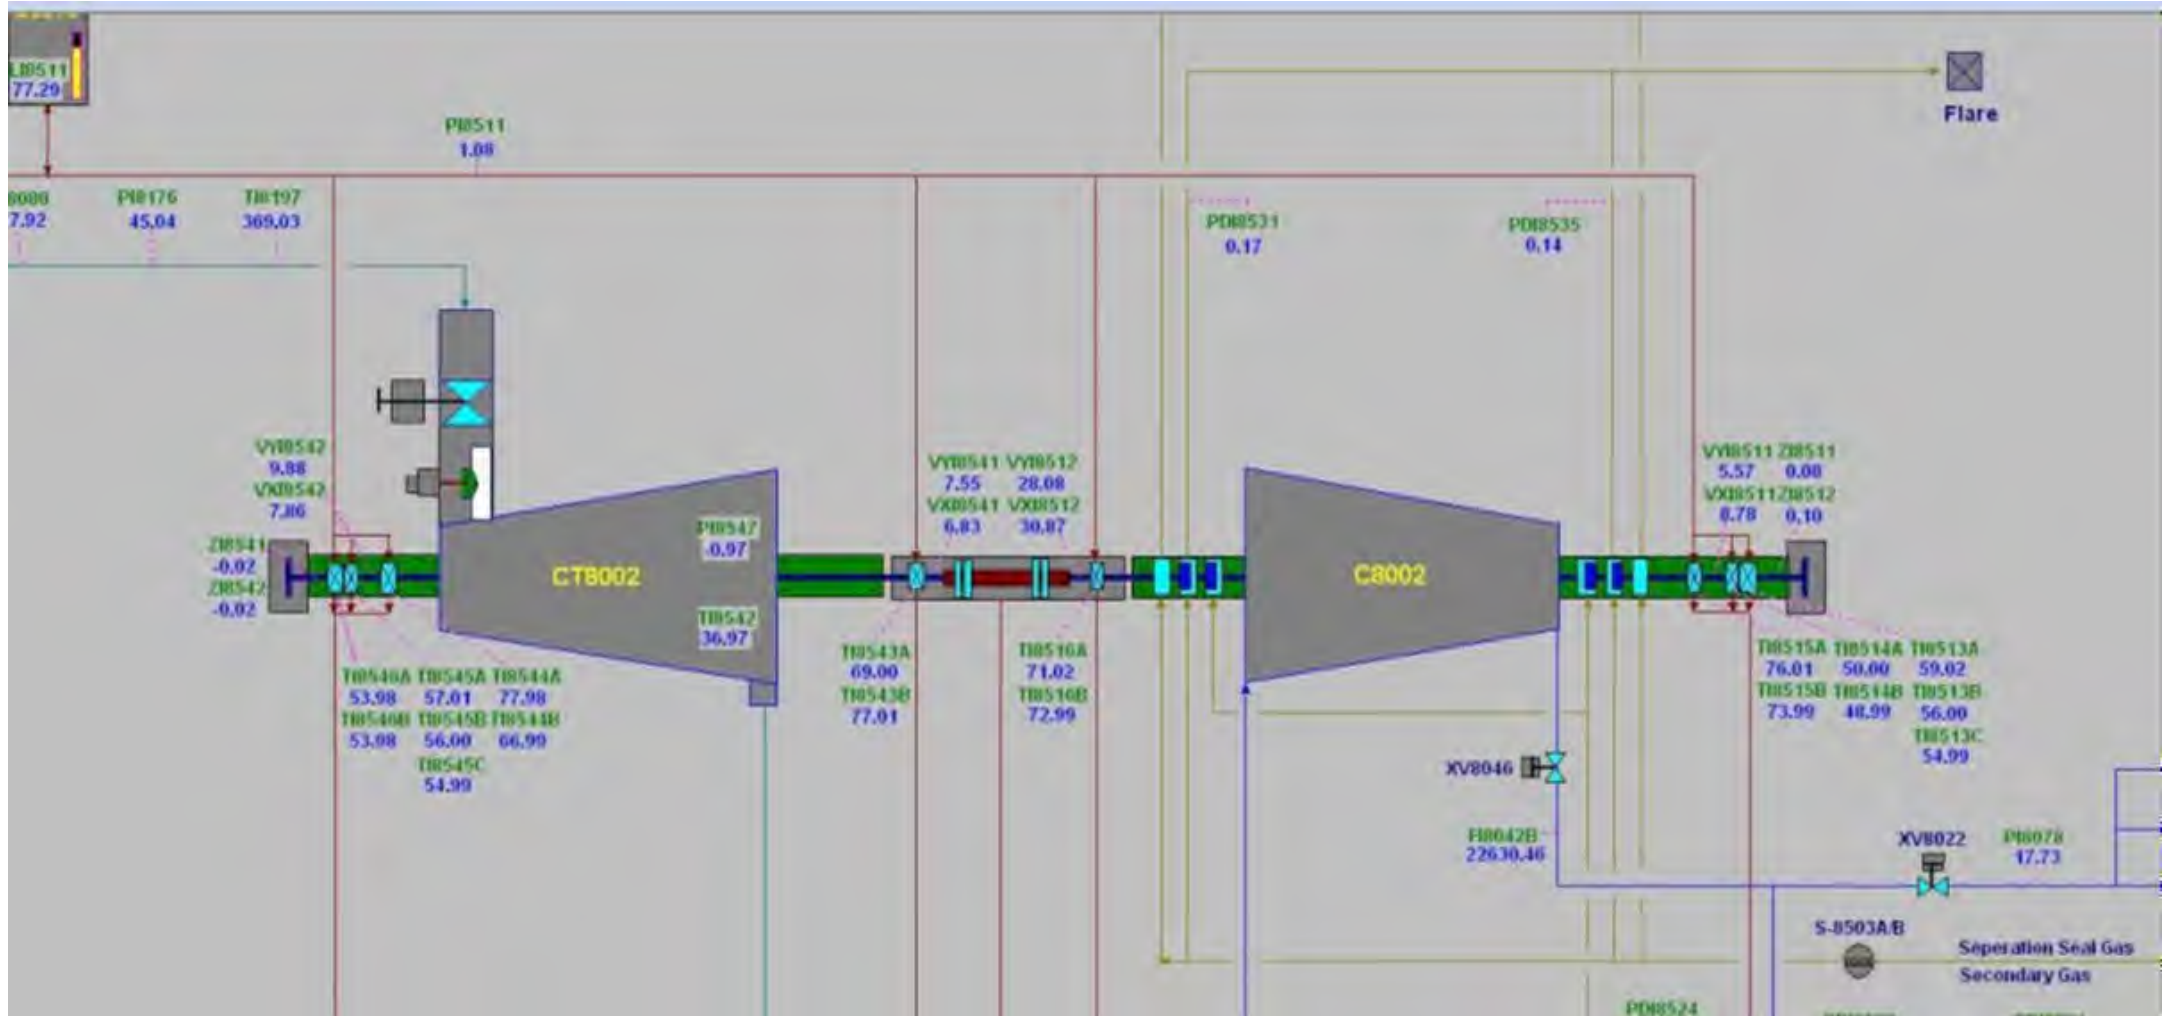 LI8511
77.29
Flare
PI8511
1.08
8080
7.92
PI8176
45.04
TI8197
369.03
PDI8531
0.17
PDI8535
0.14
VYI8542
9.88
VXI8542
7.86
VYI8541 VYI8512
7.55 28.08
VXI8541 VXI8512
6.83 30.87
VYI8511 ZI8511
5.57 0.08
VXI8511 ZI8512
8.78 0.10
ZI8541
-0.02
ZI8542
-0.02
PI8547
-0.97
CT8002
C8002
TI8542
36.97
TI8546A TI8545A TI8544A
53.98 57.01 77.98
TI8546B TI8545B TI8544B
53.98 56.00 66.99
TI8545C
54.99
TI8543A
69.00
TI8543B
77.01
TI8516A
71.02
TI8516B
72.99
TI8515A TI8514A TI8513A
76.01 50.00 59.02
TI8515B TI8514B TI8513B
73.99 48.99 56.00
TI8513C
54.99
XV8046
FI8042B
22630.46
XV8022
PI8078
17.73
S-8503A/B
Seperation Seal Gas
Secondary Gas
PDI8524